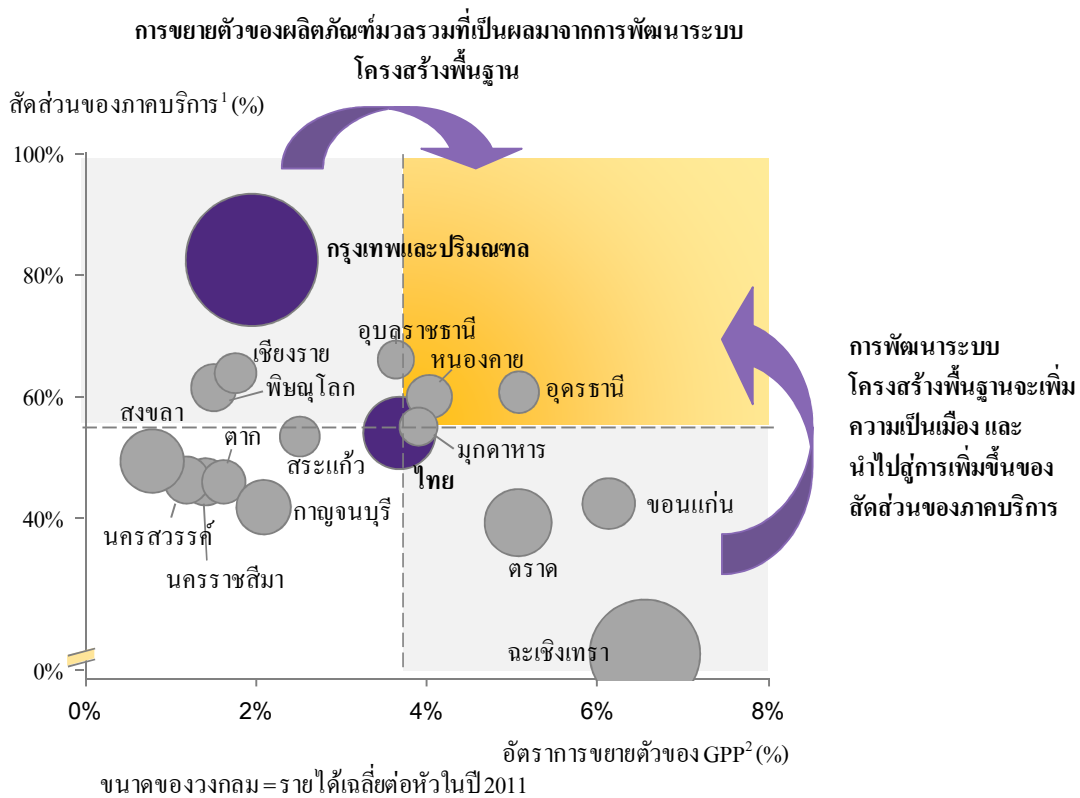 การขยายตัวของผลิตภัณฑ์มวลรวมที่เป็นผลมาจากการพัฒนาระบบ
โครงสร้างพื้นฐาน
สัดส่วนของภาคบริการ¹ (%)
100%
80%
60%
40%
0%
กรุงเทพและปริมณฑล
อุบลราชธานี
หนองคาย
เชียงราย
พิษณุโลก
อุดรธานี
สงขลา
ตาก
สระแก้ว
มุกดาหาร
ไทย
กาญจนบุรี
ขอนแก่น
นครสวรรค์
นครราชสีมา
ตราด
ฉะเชิงเทรา
การพัฒนาระบบ
โครงสร้างพื้นฐานจะเพิ่ม
ความเป็นเมือง และ
นำไปสู่การเพิ่มขึ้นของ
สัดส่วนของภาคบริการ
0%
2%
4%
6%
8%
อัตราการขยายตัวของ GPP² (%)
ขนาดของวงกลม = รายได้เฉลี่ยต่อหัวในปี 2011